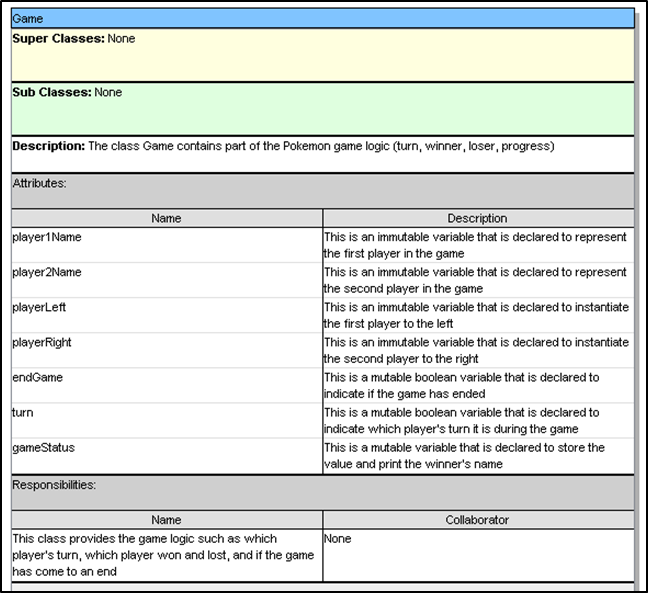 Game
Super Classes: None
Sub Classes: None
Description: The class Game contains part of the Pokemon game logic (turn, winner, loser, progress)
Attributes:
Name Description
player1Name This is an immutable variable that is declared to represent
the first player in the game
player2Name This is an immutable variable that is declared to represent
the second player in the game
playerLeft This is an immutable variable that is declared to instantiate
the first player to the left
playerRight This is an immutable variable that is declared to instantiate
the second player to the right
endGame This is a mutable boolean variable that is declared to
indicate if the game has ended
turn This is a mutable boolean variable that is declared to
indicate which player's turn it is during the game
gameStatus This is a mutable variable that is declared to store the
value and print the winner's name
Responsibilities:
Name Collaborator
This class provides the game logic such as which None
player's turn, which player won and lost, and if the game
has come to an end